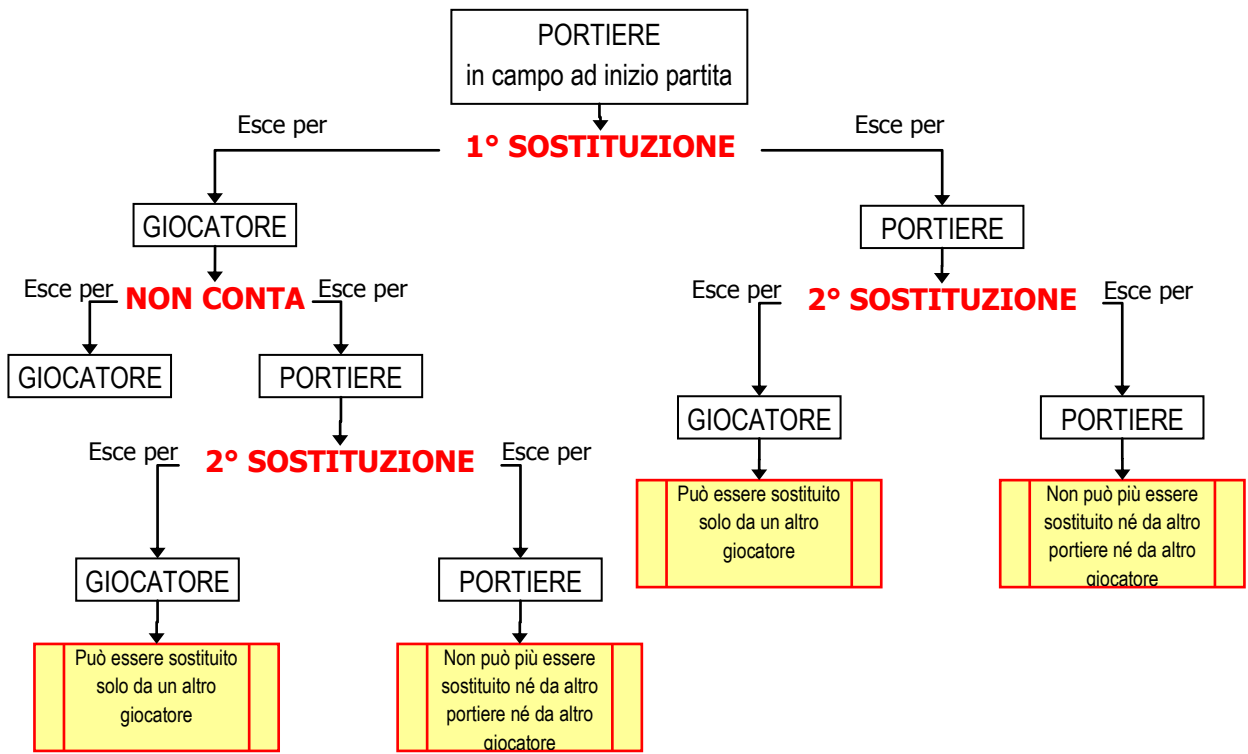 PORTIERE
in campo ad inizio partita
Esce per
Esce per
1° SOSTITUZIONE
GIOCATORE
PORTIERE
Esce per NON CONTA Esce per
Esce per 2° SOSTITUZIONE Esce per
GIOCATORE
PORTIERE
GIOCATORE
PORTIERE
Esce per 2° SOSTITUZIONE Esce per
Può essere sostituito
solo da un altro
giocatore
Non può più essere
sostituito né da altro
portiere né da altro
giocatore
GIOCATORE
PORTIERE
Può essere sostituito
solo da un altro
giocatore
Non può più essere
sostituito né da altro
portiere né da altro
giocatore